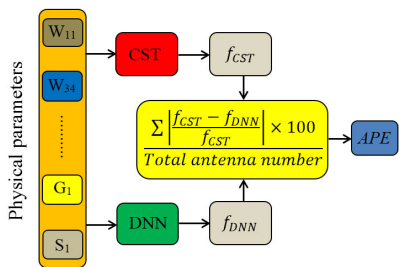 Physical parameters
W11
W34
G1
S1
CST
fCST
∑ |fCST − fDNN / fCST| × 100
Total antenna number
APE
DNN
fDNN